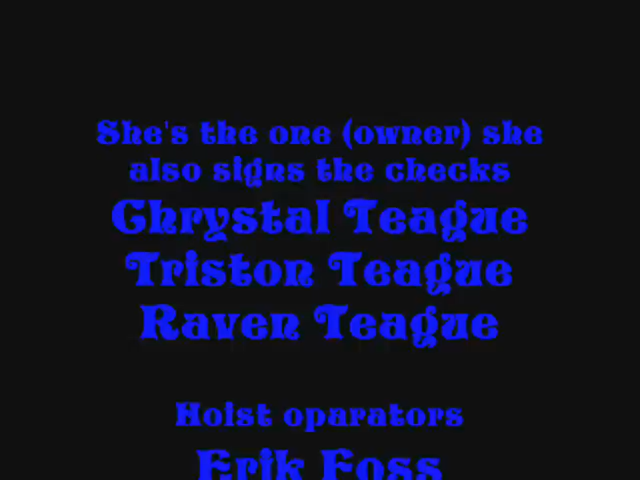 She's the one (owner) she
also signs the checks
Chrystal Teague
Triston Teague
Raven Teague
Hoist oparators
Erik Foss